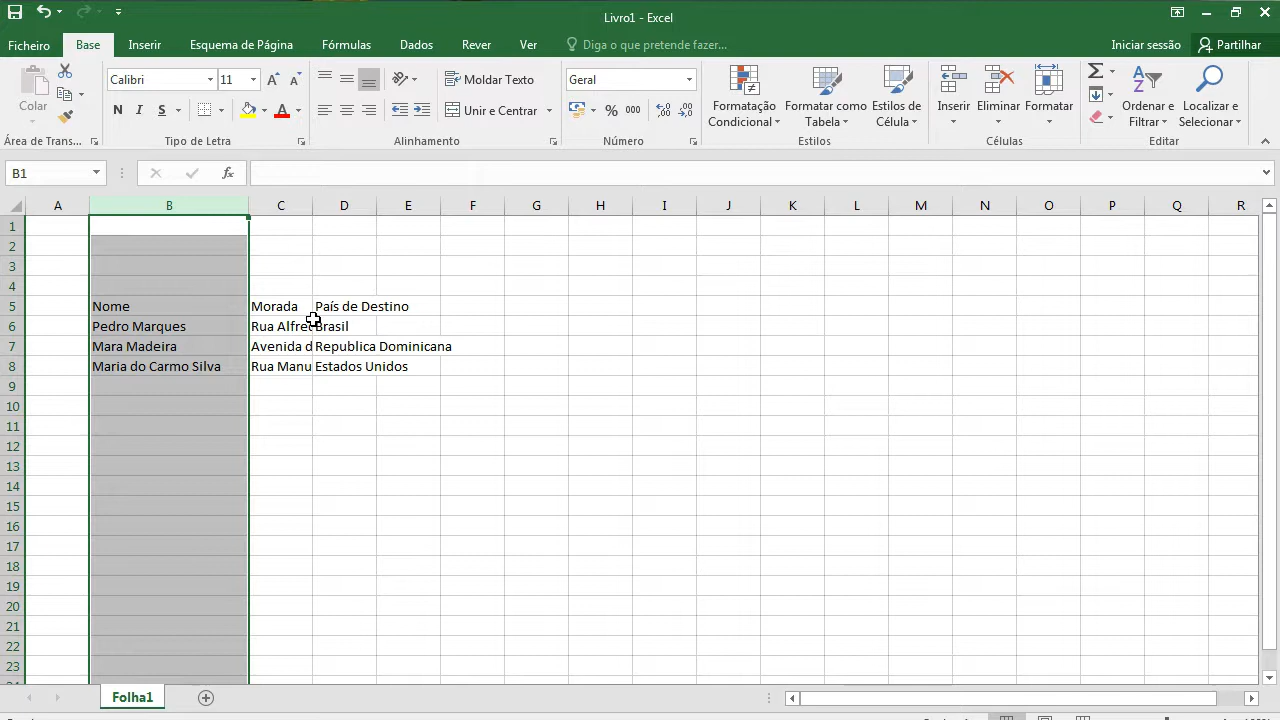 Livro1 - Excel
Ficheiro Base Inserir Esquema de Página Fórmulas Dados Rever Ver Diga o que pretende fazer... Iniciar sessão Partilhar
Calibri 11 Moldar Texto Geral
Colar N I S Unir e Centrar % 000 Formatação Condicional Formatar como Tabela Estilos de Célula Inserir Eliminar Formatar Ordenar e Filtrar Localizar e Selecionar
Área de Trans... Tipo de Letra Alinhamento Número Estilos Células Editar
B1 fx
A B C D E F G H I J K L M N O P Q R
1
2
3
4
5 Nome Morada País de Destino
6 Pedro Marques Rua Alfred Brasil
7 Mara Madeira Avenida d Republica Dominicana
8 Maria do Carmo Silva Rua Manu Estados Unidos
9
10
11
12
13
14
15
16
17
18
19
20
21
22
23
Folha1